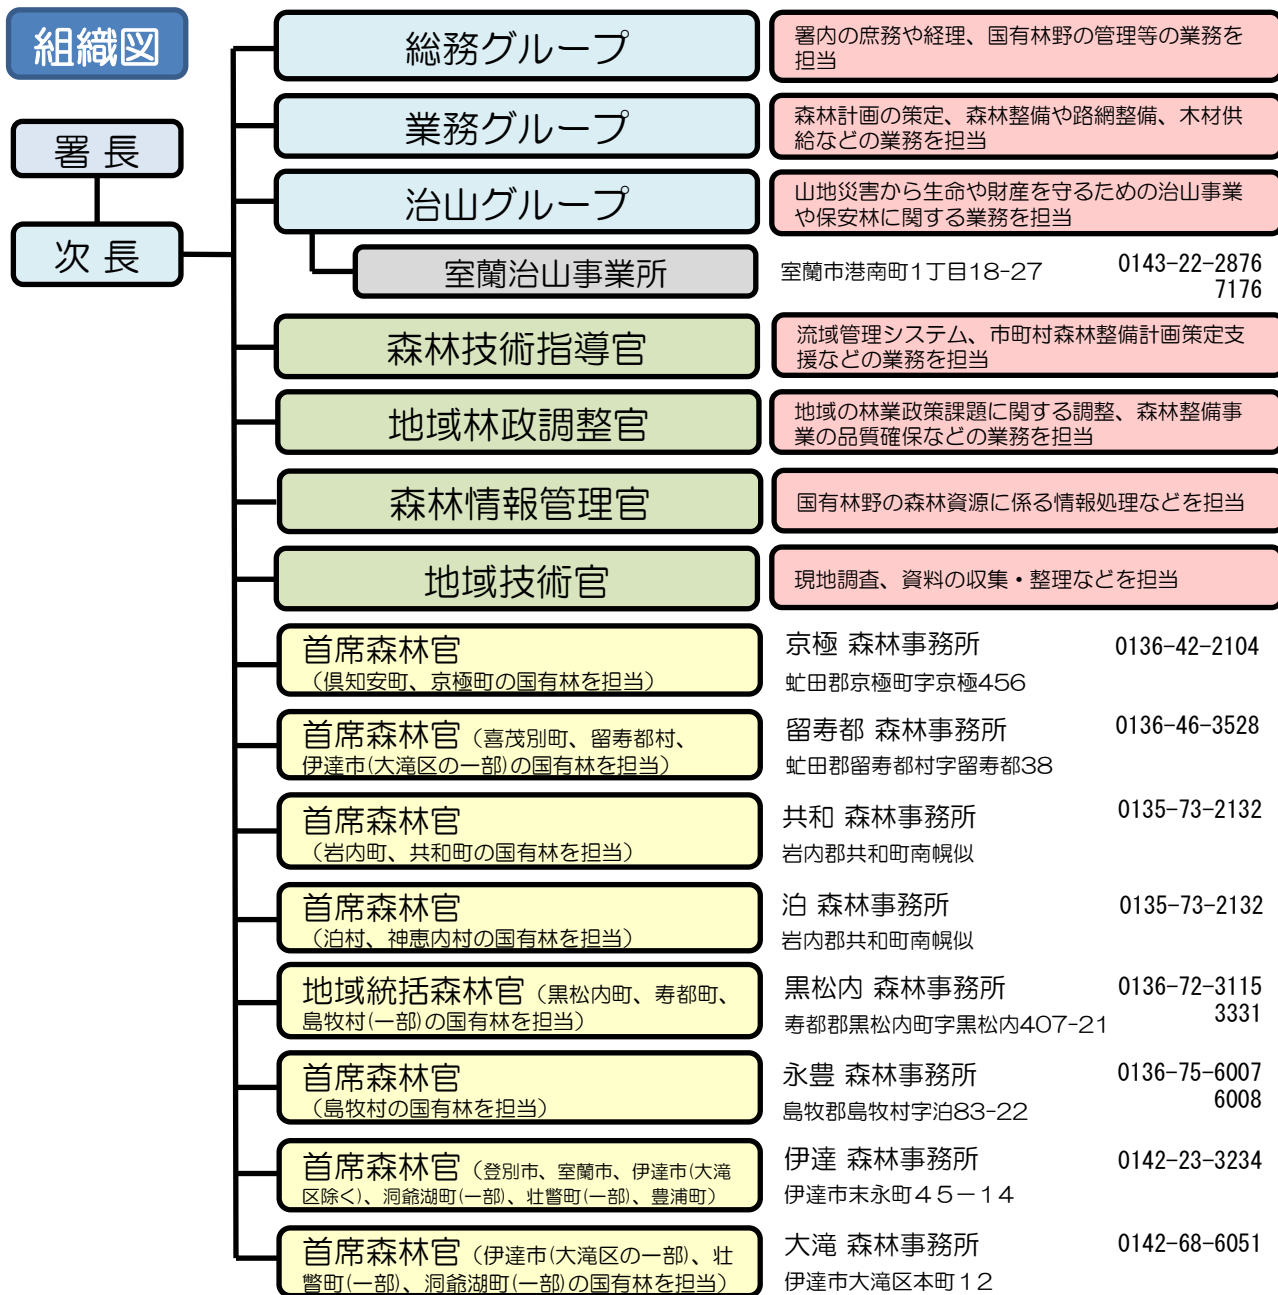 組織図
署 長
次 長
総務グループ
署内の庶務や経理、国有林野の管理等の業務を
担当
業務グループ
森林計画の策定、森林整備や路網整備、木材供
給などの業務を担当
治山グループ
山地災害から生命や財産を守るための治山事業
や保安林に関する業務を担当
室蘭治山事業所
室蘭市港南町1丁目18-27
0143-22-2876
7176
森林技術指導官
流域管理システム、市町村森林整備計画策定支
援などの業務を担当
地域林政調整官
地域の林業政策課題に関する調整、森林整備事
業の品質確保などの業務を担当
森林情報管理官
国有林野の森林資源に係る情報処理などを担当
地域技術官
現地調査、資料の収集・整理などを担当
首席森林官
（倶知安町、京極町の国有林を担当）
京極 森林事務所
0136-42-2104
虻田郡京極町字京極456
首席森林官（喜茂別町、留寿都村、
伊達市(大滝区の一部)の国有林を担当）
留寿都 森林事務所
0136-46-3528
虻田郡留寿都村字留寿都38
首席森林官
（岩内町、共和町の国有林を担当）
共和 森林事務所
0135-73-2132
岩内郡共和町南幌似
首席森林官
（泊村、神恵内村の国有林を担当）
泊 森林事務所
0135-73-2132
岩内郡共和町南幌似
地域統括森林官（黒松内町、寿都町、
島牧村(一部)の国有林を担当）
黒松内 森林事務所
0136-72-3115
3331
寿都郡黒松内町字黒松内407-21
首席森林官
（島牧村の国有林を担当）
永豊 森林事務所
0136-75-6007
6008
島牧郡島牧村字泊83-22
首席森林官（登別市、室蘭市、伊達市(大滝
区除く)、洞爺湖町(一部)、壮瞥町(一部)、豊浦町）
伊達 森林事務所
0142-23-3234
伊達市末永町４５－１４
首席森林官（伊達市(大滝区の一部)、壮
瞥町(一部)、洞爺湖町(一部)の国有林を担当）
大滝 森林事務所
0142-68-6051
伊達市大滝区本町１２